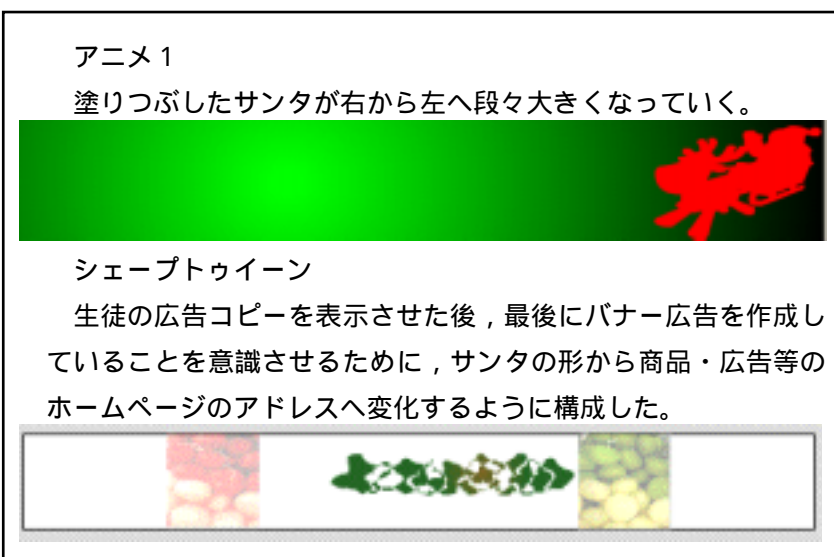 アニメ１
塗りつぶしたサンタが右から左へ段々大きくなっていく。
シェープトゥイーン
生徒の広告コピーを表示させた後，最後にバナー広告を作成し
ていることを意識させるために，サンタの形から商品・広告等の
ホームページのアドレスへ変化するように構成した。